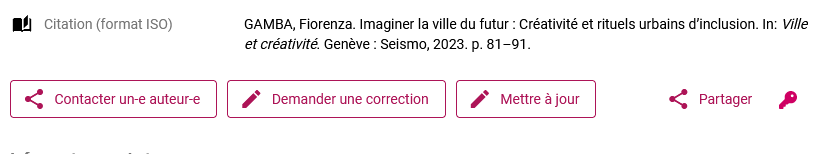 Citation (format ISO)
GAMBA, Fiorenza. Imaginer la ville du futur : Créativité et rituels urbains d’inclusion. In: Ville
et créativité. Genève : Seismo, 2023. p. 81–91.
Contacter un-e auteur-e
Demander une correction
Mettre à jour
Partager